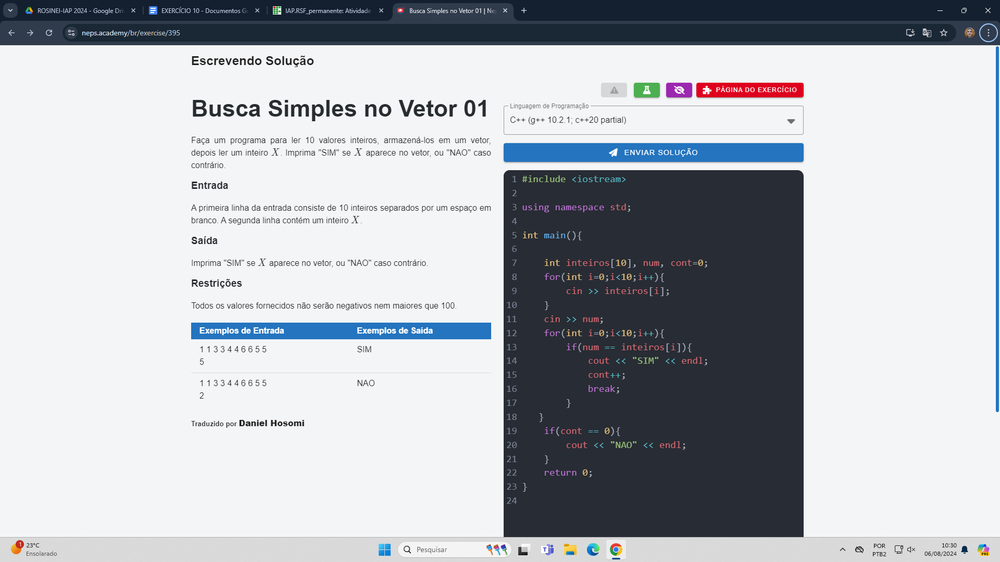 ROSINEI-IAP 2024 - Google Dri
EXERCÍCIO 10 - Documentos G
IAP.RSF_permanente: Atividade
Busca Simples no Vetor 01 | Ne
neps.academy/br/exercise/395
Escrevendo Solução
Busca Simples no Vetor 01
Faça um programa para ler 10 valores inteiros, armazená-los em um vetor,
depois ler um inteiro X. Imprima "SIM" se X aparece no vetor, ou "NAO" caso
contrário.
Entrada
A primeira linha da entrada consiste de 10 inteiros separados por um espaço em
branco. A segunda linha contém um inteiro X.
Saída
Imprima "SIM" se X aparece no vetor, ou "NAO" caso contrário.
Restrições
Todos os valores fornecidos não serão negativos nem maiores que 100.
Exemplos de Entrada Exemplos de Saída
1 1 3 3 4 4 6 6 5 5 SIM
5
1 1 3 3 4 4 6 6 5 5 NAO
2
Traduzido por Daniel Hosomi
PÁGINA DO EXERCÍCIO
Linguagem de Programação
C++ (g++ 10.2.1; c++20 partial)
ENVIAR SOLUÇÃO
1 #include <iostream>
2
3 using namespace std;
4
5 int main(){
6
7     int inteiros[10], num, cont=0;
8     for(int i=0;i<10;i++){
9         cin >> inteiros[i];
10     }
11     cin >> num;
12     for(int i=0;i<10;i++){
13         if(num == inteiros[i]){
14             cout << "SIM" << endl;
15             cont++;
16             break;
17         }
18    }
19     if(cont == 0){
20         cout << "NAO" << endl;
21     }
22     return 0;
23 }
24
1
23°C
Ensolarado
Pesquisar
POR
PTB2
10:30
06/08/2024
PRE